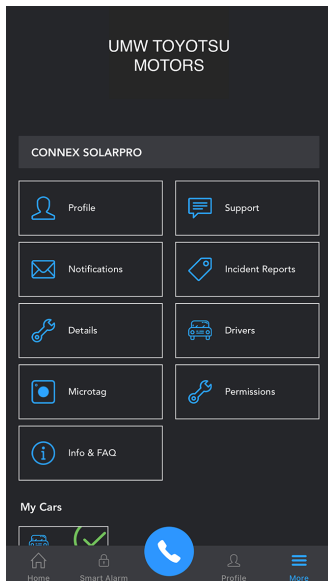 UMW TOYOTSU
MOTORS
CONNEX SOLARPRO
Profile
Support
Notifications
Incident Reports
Details
Drivers
Microtag
Permissions
Info & FAQ
My Cars
Home
Smart Alarm
Profile
More